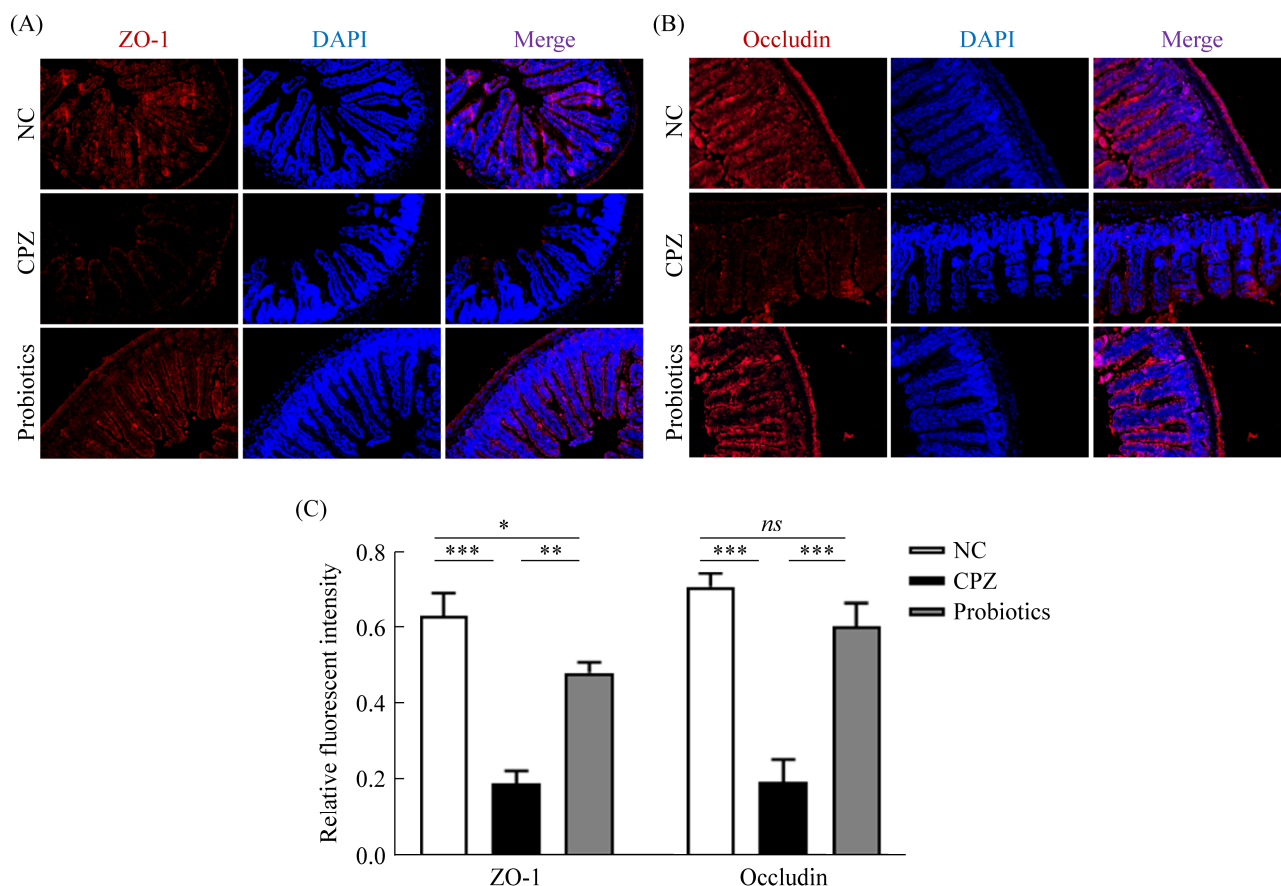 (A)
ZO-1 DAPI Merge
NC
CPZ
Probiotics
(B)
Occludin DAPI Merge
NC
CPZ
Probiotics
(C)
Relative fluorescent intensity
0.8
0.6
0.4
0.2
0.0
*
*** **
ns
*** ***
ZO-1 Occludin
NC
CPZ
Probiotics